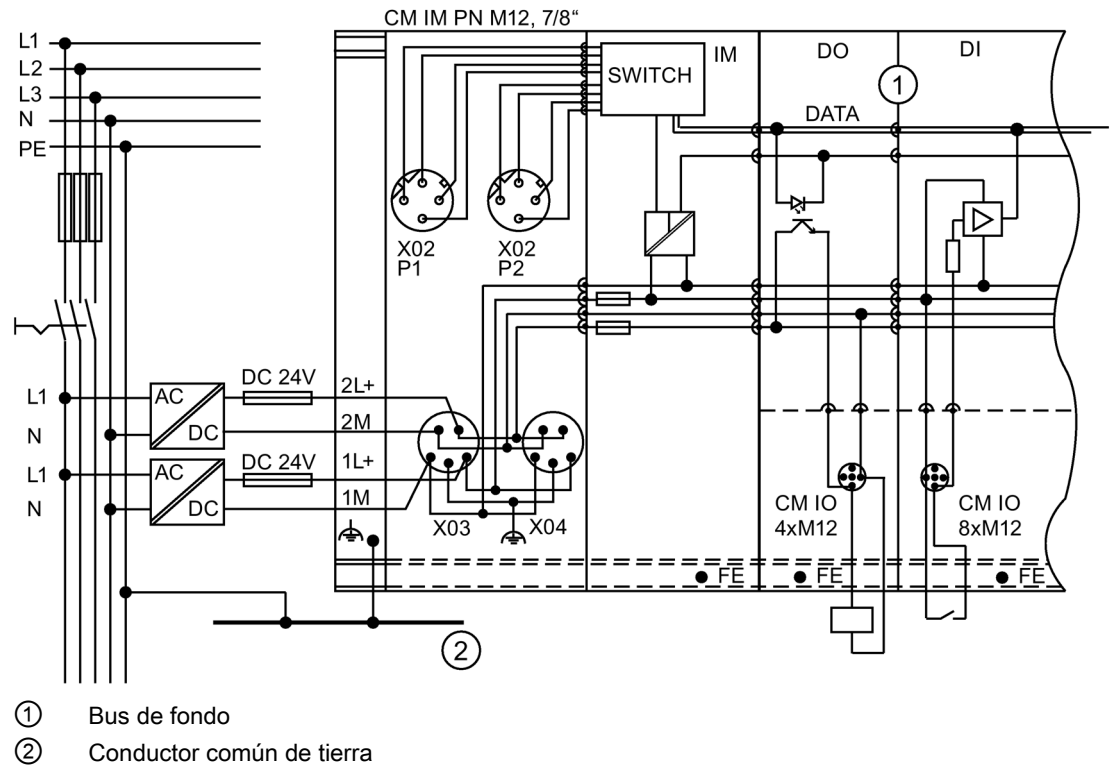 CM IM PN M12, 7/8“
L1
L2
L3
N
PE
SWITCH
IM
DO
1
DI
DATA
X02
P1
X02
P2
L1
N
L1
N
AC
DC
AC
DC
DC 24V
DC 24V
2L+
2M
1L+
1M
X03
X04
CM IO
4xM12
CM IO
8xM12
FE
FE
FE
2
1 Bus de fondo
2 Conductor común de tierra